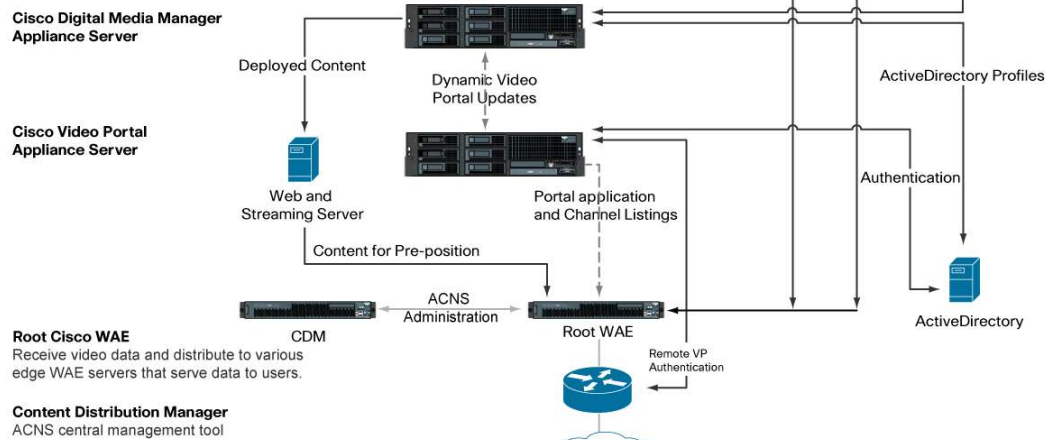 Cisco Digital Media Manager
Appliance Server
Deployed Content
Dynamic Video
Portal Updates
ActiveDirectory Profiles
Cisco Video Portal
Appliance Server
Authentication
Web and
Streaming Server
Portal application
and Channel Listings
Content for Pre-position
ACNS
Administration
CDM
Root WAE
ActiveDirectory
Root Cisco WAE
Receive video data and distribute to various
edge WAE servers that serve data to users.
Remote VP
Authentication
Content Distribution Manager
ACNS central management tool